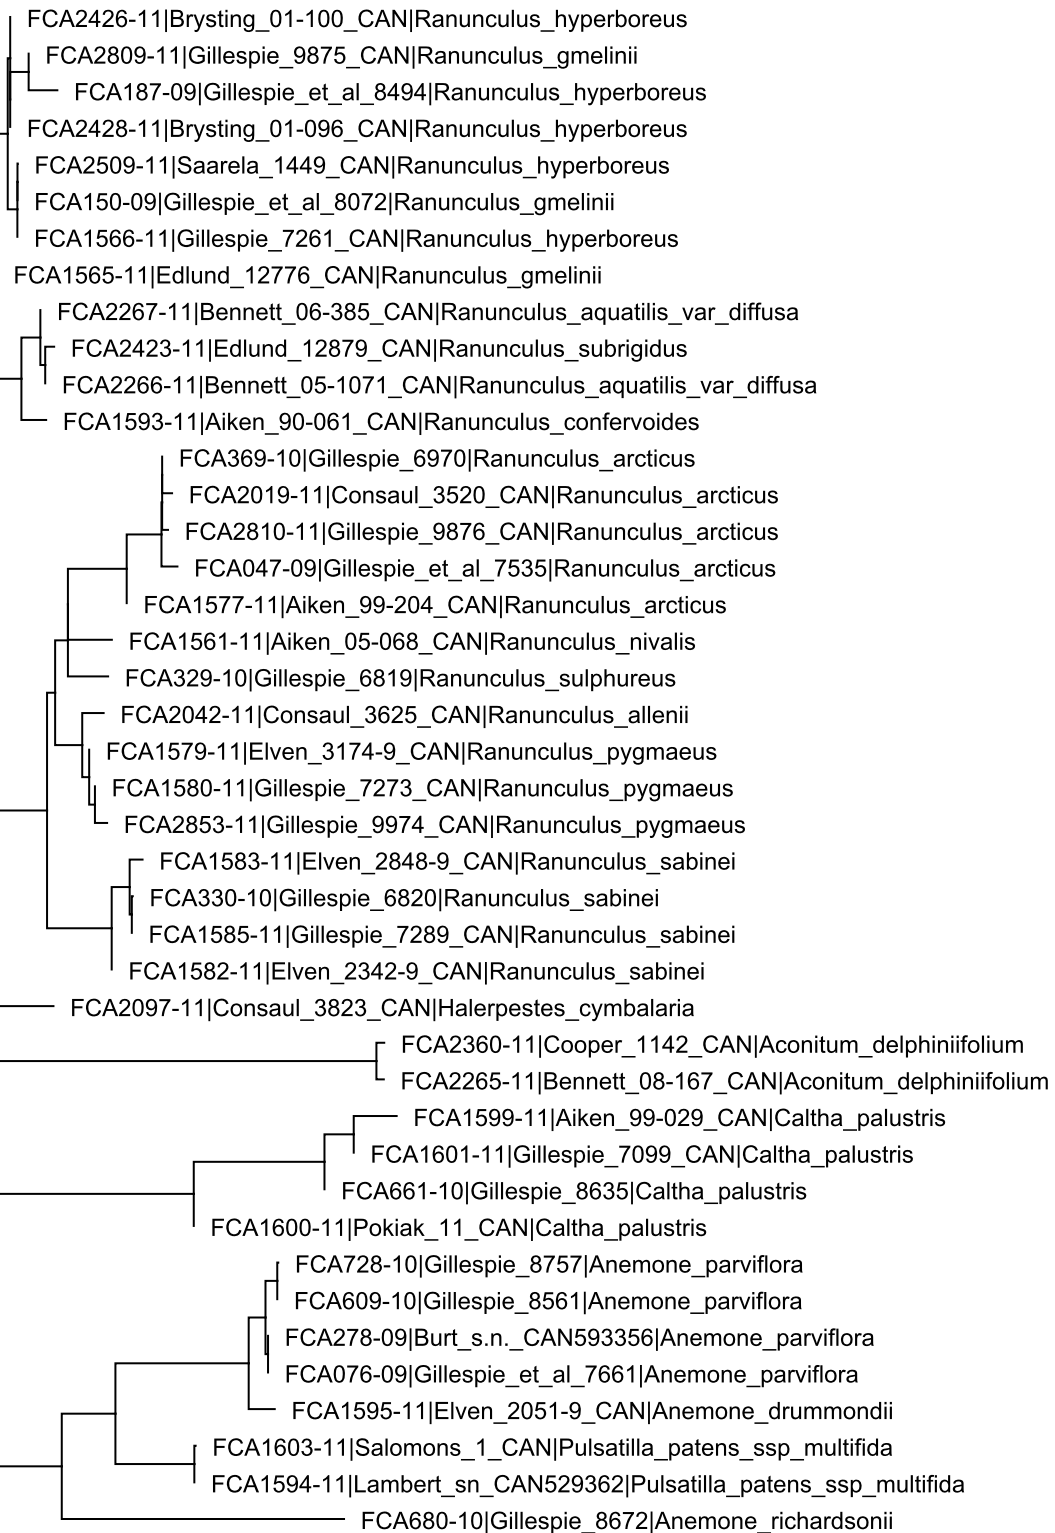 FCA2426-11|Brysting_01-100_CAN|Ranunculus_hyperboreus
FCA2809-11|Gillespie_9875_CAN|Ranunculus_gmelinii
FCA187-09|Gillespie_et_al_8494|Ranunculus_hyperboreus
FCA2428-11|Brysting_01-096_CAN|Ranunculus_hyperboreus
FCA2509-11|Saarela_1449_CAN|Ranunculus_hyperboreus
FCA150-09|Gillespie_et_al_8072|Ranunculus_gmelinii
FCA1566-11|Gillespie_7261_CAN|Ranunculus_hyperboreus
FCA1565-11|Edlund_12776_CAN|Ranunculus_gmelinii
FCA2267-11|Bennett_06-385_CAN|Ranunculus_aquatilis_var_diffusa
FCA2423-11|Edlund_12879_CAN|Ranunculus_subrigidus
FCA2266-11|Bennett_05-1071_CAN|Ranunculus_aquatilis_var_diffusa
FCA1593-11|Aiken_90-061_CAN|Ranunculus_confervoides
FCA369-10|Gillespie_6970|Ranunculus_arcticus
FCA2019-11|Consaul_3520_CAN|Ranunculus_arcticus
FCA2810-11|Gillespie_9876_CAN|Ranunculus_arcticus
FCA047-09|Gillespie_et_al_7535|Ranunculus_arcticus
FCA1577-11|Aiken_99-204_CAN|Ranunculus_arcticus
FCA1561-11|Aiken_05-068_CAN|Ranunculus_nivalis
FCA329-10|Gillespie_6819|Ranunculus_sulphureus
FCA2042-11|Consaul_3625_CAN|Ranunculus_allenii
FCA1579-11|Elven_3174-9_CAN|Ranunculus_pygmaeus
FCA1580-11|Gillespie_7273_CAN|Ranunculus_pygmaeus
FCA2853-11|Gillespie_9974_CAN|Ranunculus_pygmaeus
FCA1583-11|Elven_2848-9_CAN|Ranunculus_sabinei
FCA330-10|Gillespie_6820|Ranunculus_sabinei
FCA1585-11|Gillespie_7289_CAN|Ranunculus_sabinei
FCA1582-11|Elven_2342-9_CAN|Ranunculus_sabinei
FCA2097-11|Consaul_3823_CAN|Halerpestes_cymbalaria
FCA2360-11|Cooper_1142_CAN|Aconitum_delphiniifolium
FCA2265-11|Bennett_08-167_CAN|Aconitum_delphiniifolium
FCA1599-11|Aiken_99-029_CAN|Caltha_palustris
FCA1601-11|Gillespie_7099_CAN|Caltha_palustris
FCA661-10|Gillespie_8635|Caltha_palustris
FCA1600-11|Pokiak_11_CAN|Caltha_palustris
FCA728-10|Gillespie_8757|Anemone_parviflora
FCA609-10|Gillespie_8561|Anemone_parviflora
FCA278-09|Burt_s.n._CAN593356|Anemone_parviflora
FCA076-09|Gillespie_et_al_7661|Anemone_parviflora
FCA1595-11|Elven_2051-9_CAN|Anemone_drummondii
FCA1603-11|Salomons_1_CAN|Pulsatilla_patens_ssp_multifida
FCA1594-11|Lambert_sn_CAN529362|Pulsatilla_patens_ssp_multifida
FCA680-10|Gillespie_8672|Anemone_richardsonii